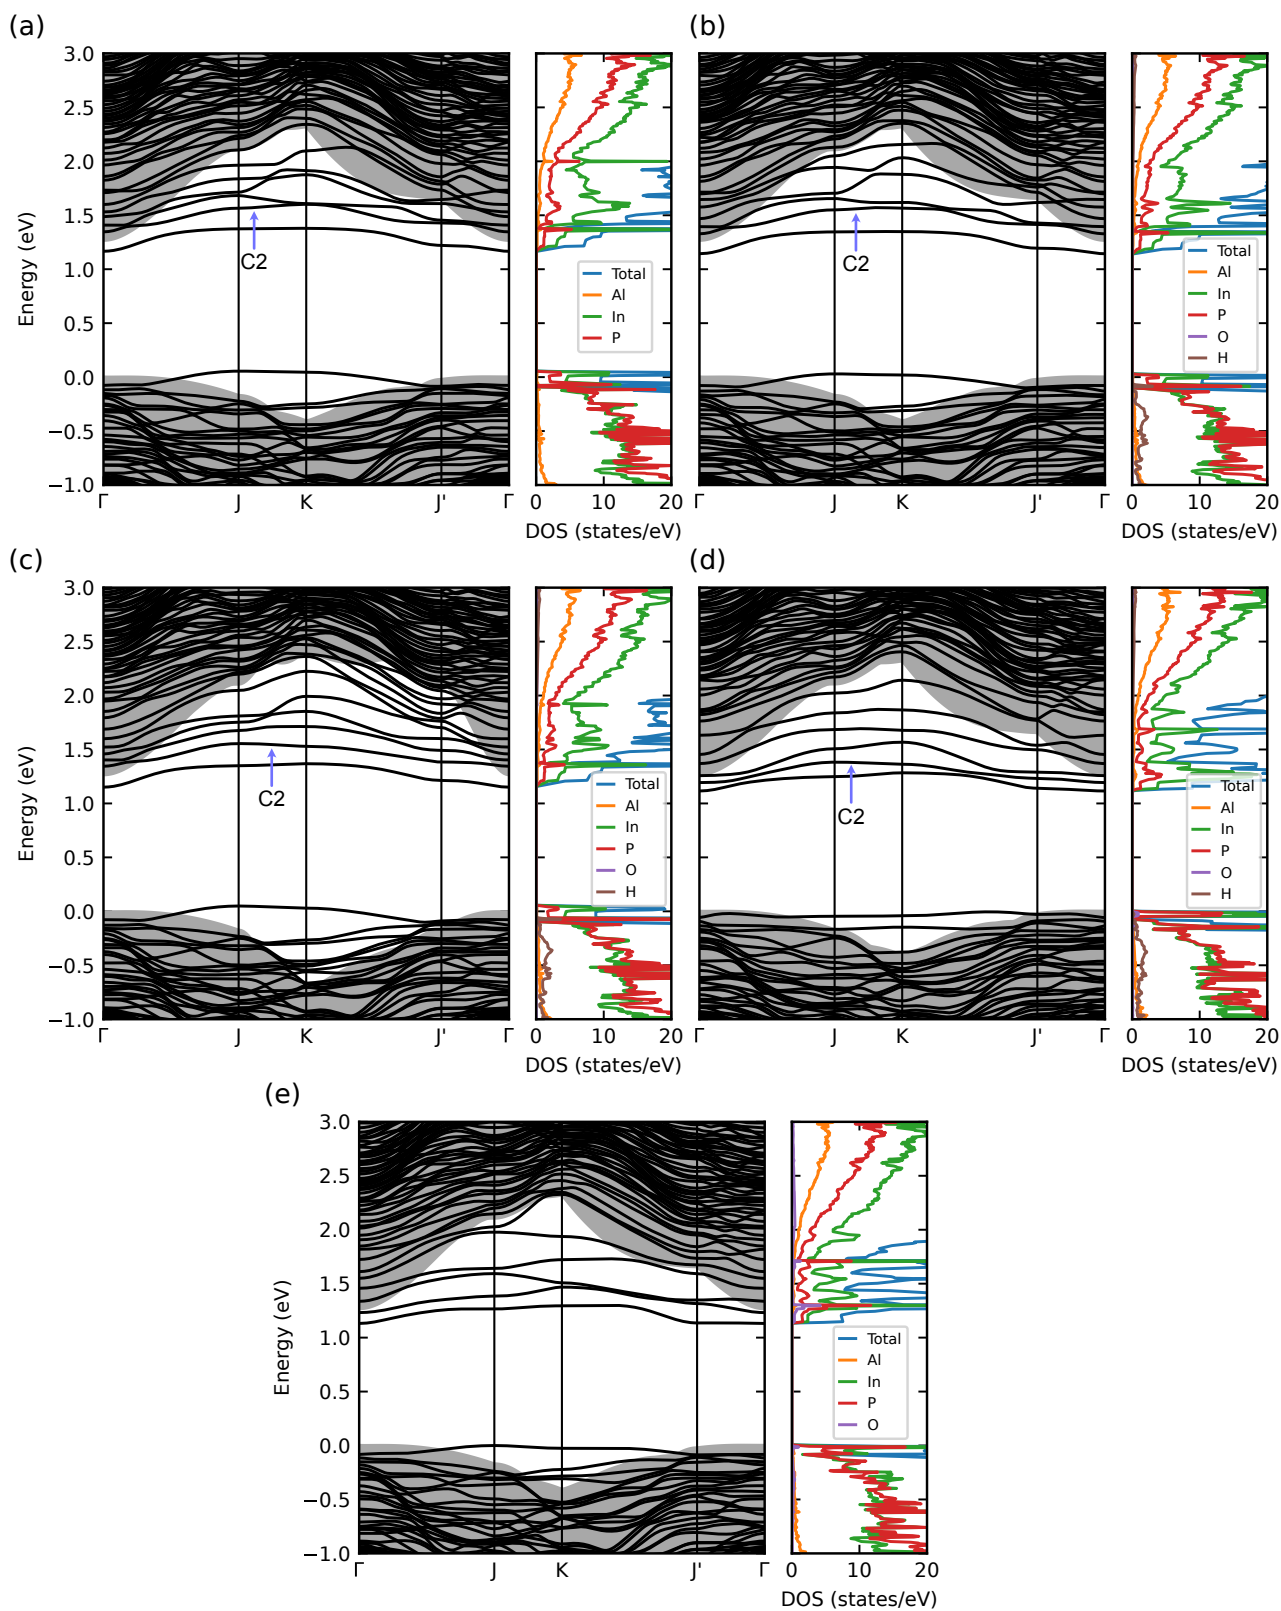 (a)
(b)
3.0
2.5
2.0
1.5
1.0
0.5
0.0
−0.5
−1.0
Energy (eV)
C2
Γ J K J' Γ
Total
Al
In
P
0 10 20
DOS (states/eV)
C2
Γ J K J' Γ
Total
Al
In
P
O
H
0 10 20
DOS (states/eV)
(c)
(d)
3.0
2.5
2.0
1.5
1.0
0.5
0.0
−0.5
−1.0
Energy (eV)
C2
Γ J K J' Γ
Total
Al
In
P
O
H
0 10 20
DOS (states/eV)
C2
Γ J K J' Γ
Total
Al
In
P
O
H
0 10 20
DOS (states/eV)
(e)
3.0
2.5
2.0
1.5
1.0
0.5
0.0
−0.5
−1.0
Energy (eV)
Γ J K J' Γ
Total
Al
In
P
O
0 10 20
DOS (states/eV)